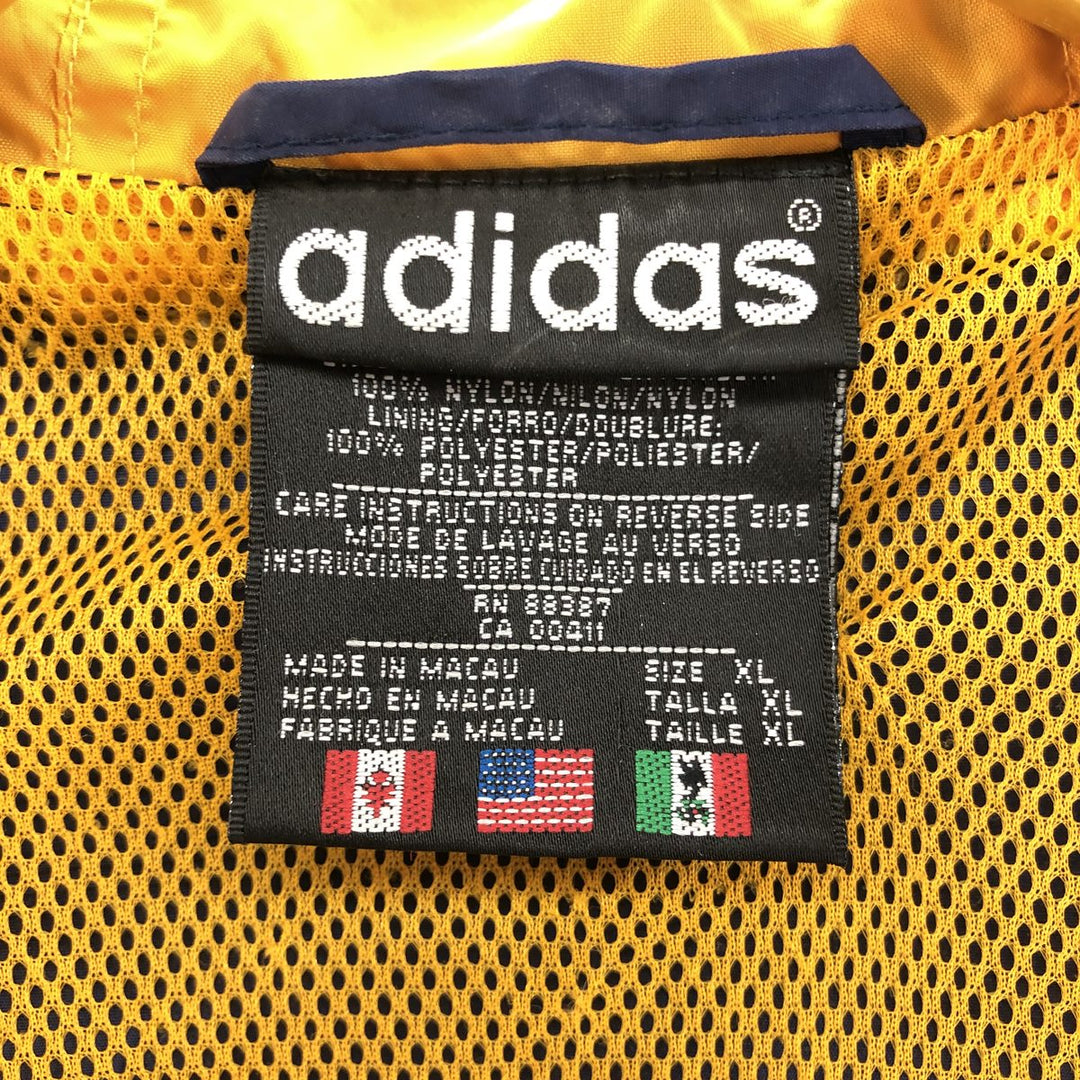 adidas®
100% NYLON/NILON/NYLON
LINING/FORRO/DOUBLURE:
100% POLYESTER/POLIESTER/
POLYESTER
CARE INSTRUCTIONS ON REVERSE SIDE
MODE DE LAVAGE AU VERSO
INSTRUCCIONES SOBRE CUIDADO EN EL REVERSO
RN 88387
CA 00411
MADE IN MACAU SIZE XL
HECHO EN MACAU TALLA XL
FABRIQUE A MACAU TAILLE XL